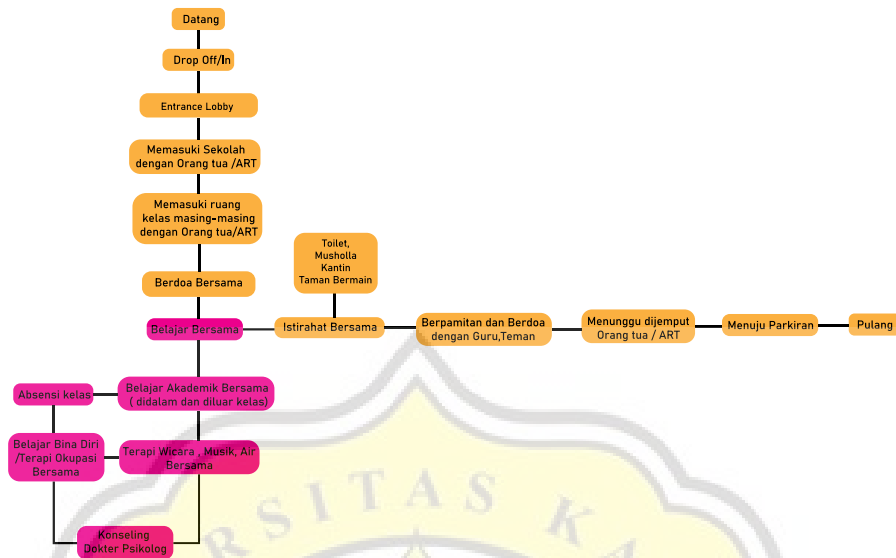 Datang
Drop Off/In
Entrance Lobby
Memasuki Sekolah
dengan Orang tua /ART
Memasuki ruang
kelas masing-masing
dengan Orang tua/ART
Berdoa Bersama
Toilet,
Musholla
Kantin
Taman Bermain
Belajar Bersama
Istirahat Bersama
Berpamitan dan Berdoa
dengan Guru,Teman
Menunggu dijemput
Orang tua / ART
Menuju Parkiran
Pulang
Absensi kelas
Belajar Akademik Bersama
( didalam dan diluar kelas)
Belajar Bina Diri
/Terapi Okupasi
Bersama
Terapi Wicara , Musik, Air
Bersama
Konseling
Dokter Psikolog
RSITAS KA